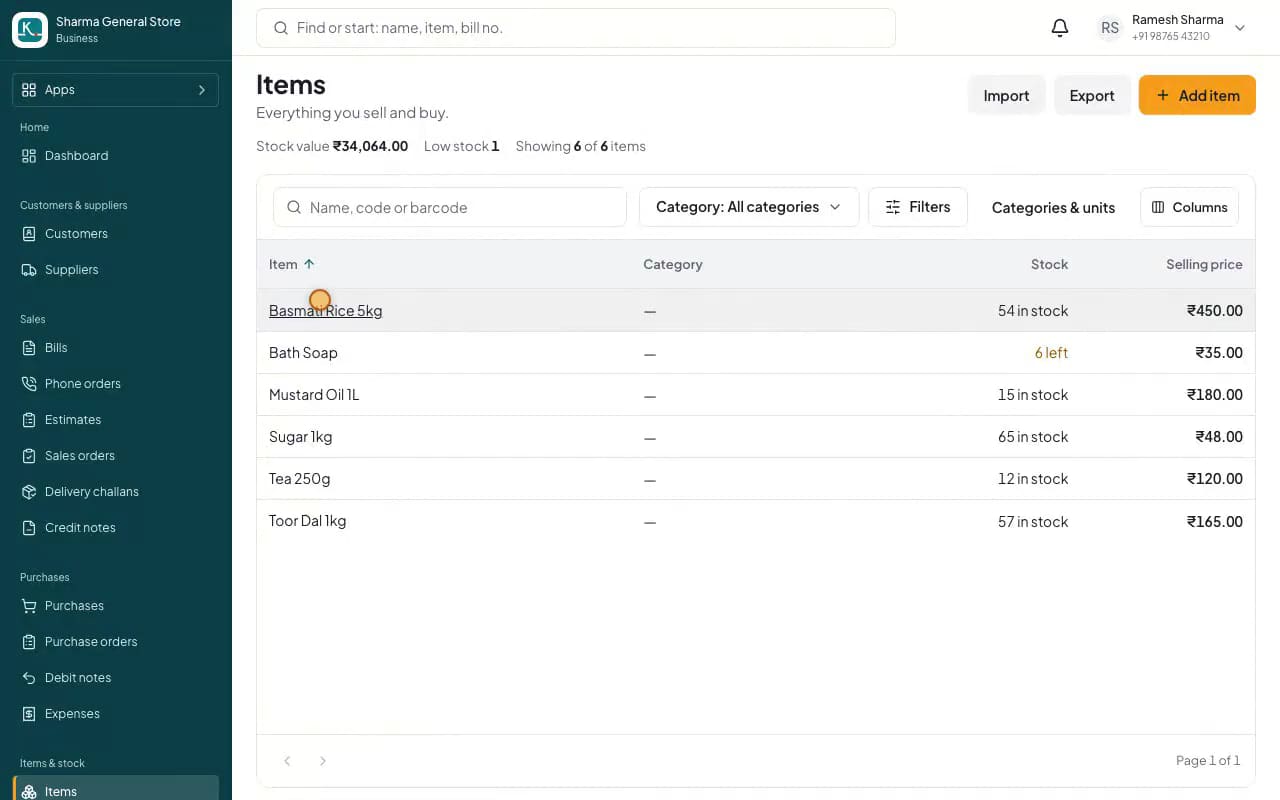 Sharma General Store
Business
Apps
Home
Dashboard
Customers & suppliers
Customers
Suppliers
Sales
Bills
Phone orders
Estimates
Sales orders
Delivery challans
Credit notes
Purchases
Purchases
Purchase orders
Debit notes
Expenses
Items & stock
Items
Find or start: name, item, bill no.
RS
Ramesh Sharma
+91 98765 43210
Items
Everything you sell and buy.
Import
Export
+ Add item
Stock value ₹34,064.00 Low stock 1 Showing 6 of 6 items
Name, code or barcode
Category: All categories
Filters
Categories & units
Columns
Item ↑ Category Stock Selling price
Basmati Rice 5kg — 54 in stock ₹450.00
Bath Soap — 6 left ₹35.00
Mustard Oil 1L — 15 in stock ₹180.00
Sugar 1kg — 65 in stock ₹48.00
Tea 250g — 12 in stock ₹120.00
Toor Dal 1kg — 57 in stock ₹165.00
Page 1 of 1